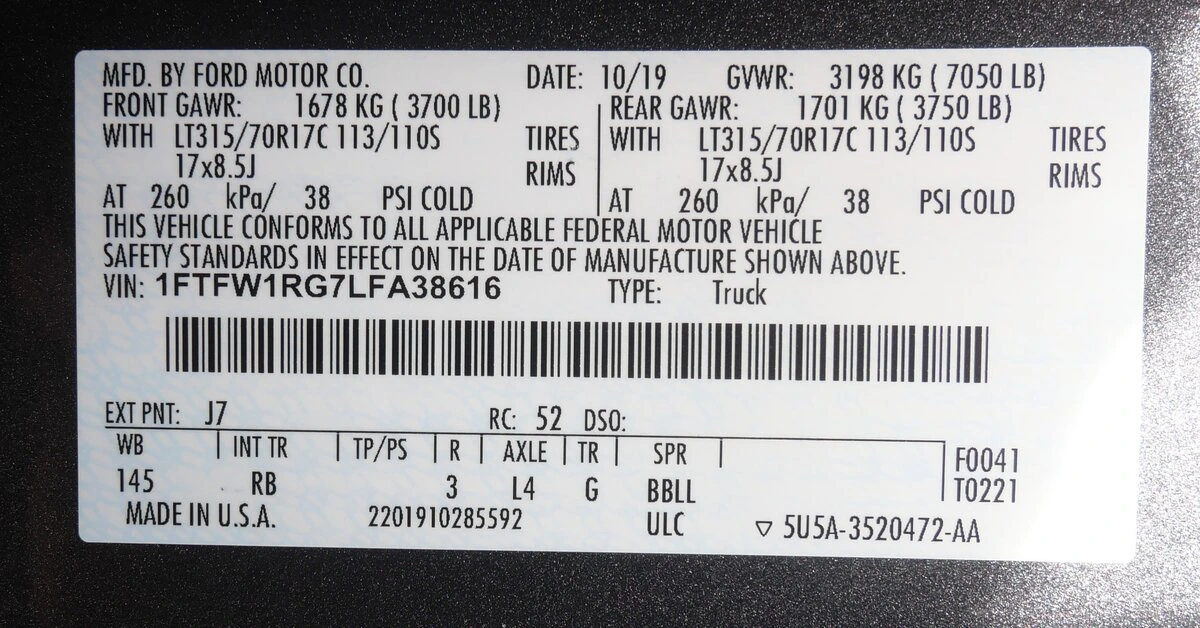 MFD. BY FORD MOTOR CO. DATE: 10/19 GVWR: 3198 KG ( 7050 LB)
FRONT GAWR: 1678 KG ( 3700 LB) REAR GAWR: 1701 KG ( 3750 LB)
WITH LT315/70R17C 113/110S TIRES WITH LT315/70R17C 113/110S TIRES
17x8.5J RIMS 17x8.5J RIMS
AT 260 kPa/ 38 PSI COLD AT 260 kPa/ 38 PSI COLD
THIS VEHICLE CONFORMS TO ALL APPLICABLE FEDERAL MOTOR VEHICLE
SAFETY STANDARDS IN EFFECT ON THE DATE OF MANUFACTURE SHOWN ABOVE.
VIN: 1FTFW1RG7LFA38616 TYPE: Truck
EXT PNT: J7 RC: 52 DSO:
WB INT TR TP/PS R AXLE TR SPR F0041
145 RB 3 L4 G BBLL T0221
MADE IN U.S.A. 2201910285592 ULC ▽ 5U5A-3520472-AA